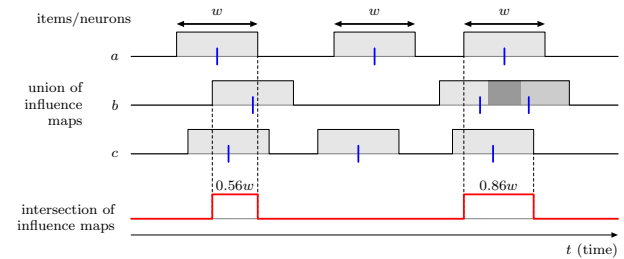 items/neurons
w
w
w
a
union of
influence
maps
b
c
0.56w
0.86w
intersection of
influence maps
t (time)